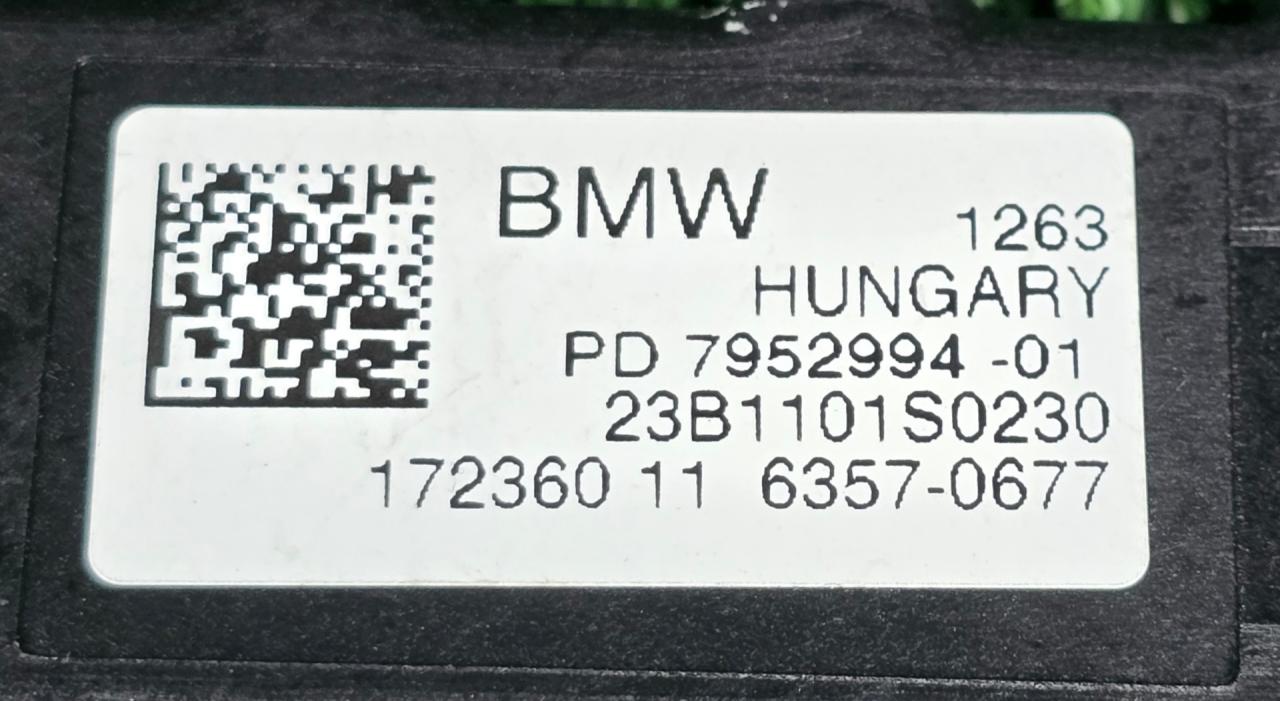 BMW
1263
HUNGARY
PD 7952994 -01
23B1101S0230
172360 11 6357-0677